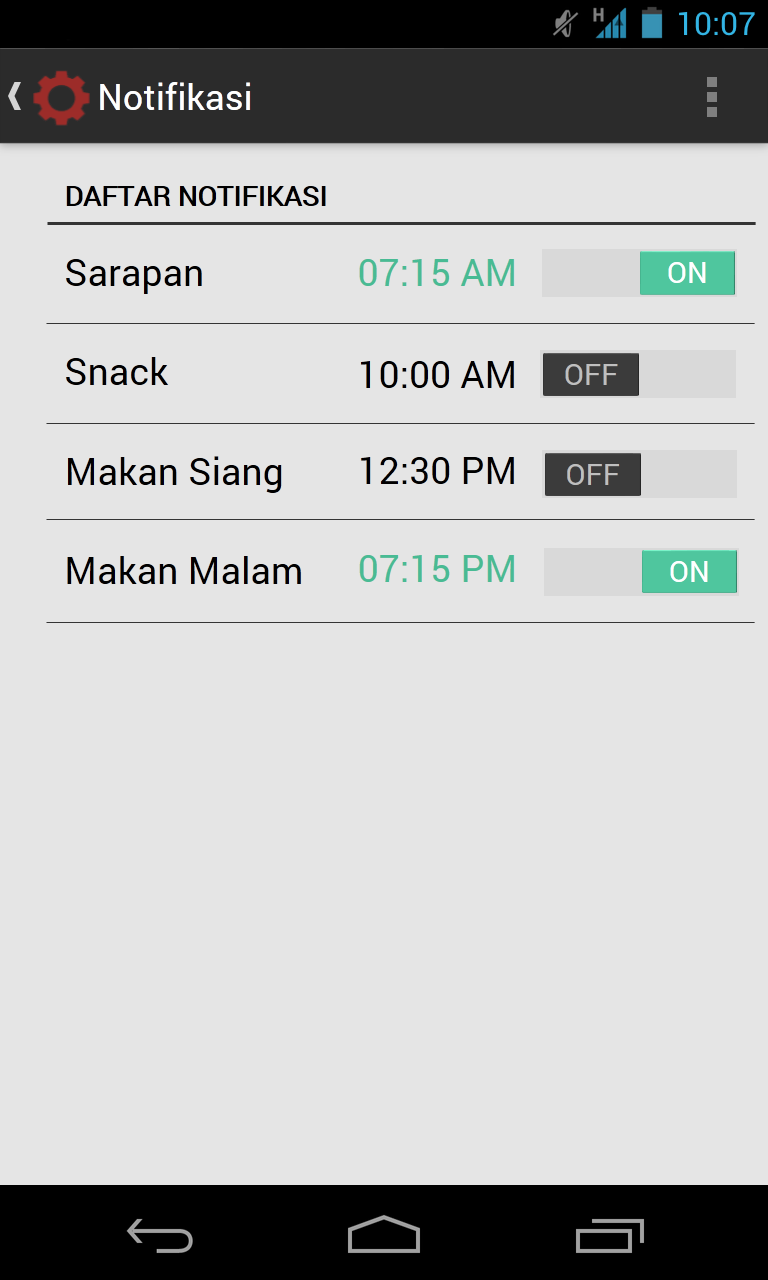 H 10:07
Notifikasi
DAFTAR NOTIFIKASI
Sarapan 07:15 AM ON
Snack 10:00 AM OFF
Makan Siang 12:30 PM OFF
Makan Malam 07:15 PM ON